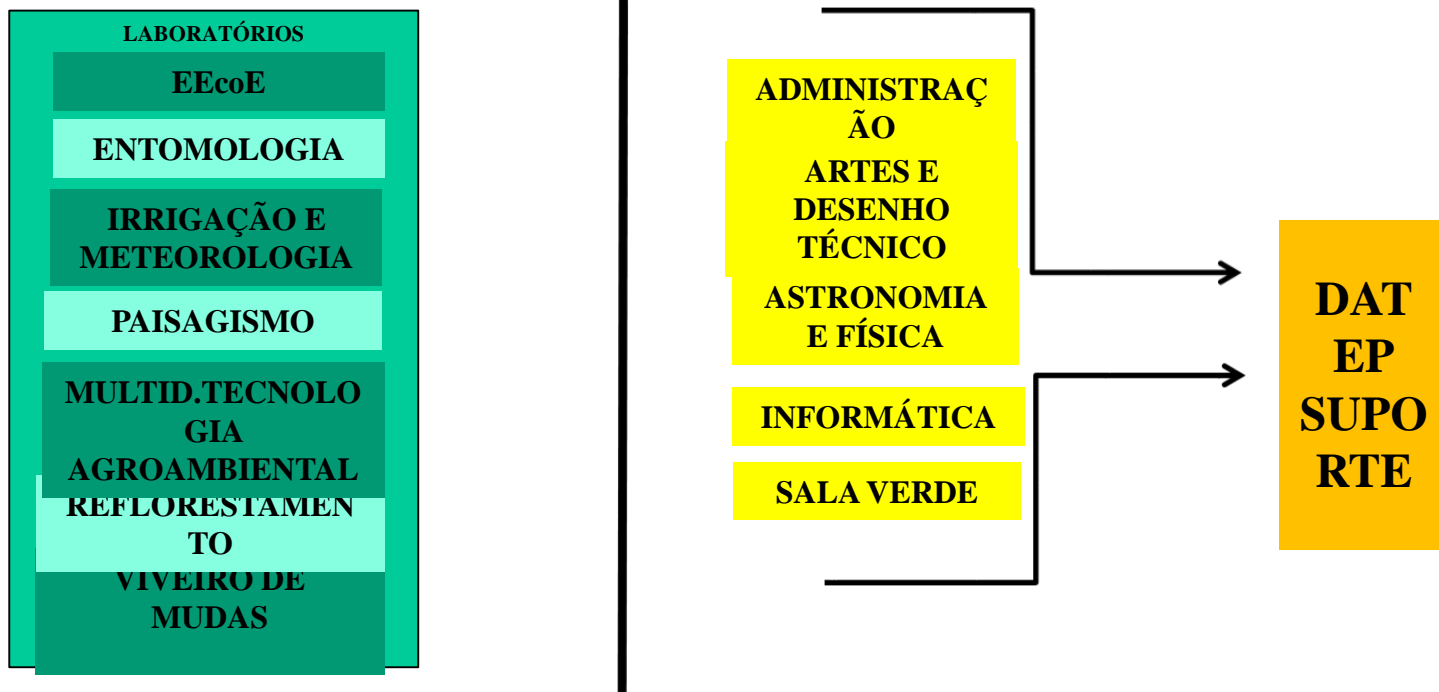 LABORATÓRIOS
EEcoE
ENTOMOLOGIA
IRRIGAÇÃO E
METEOROLOGIA
PAISAGISMO
MULTID.TECNOLO
GIA
AGROAMBIENTAL
REFLORESTAMEN
TO
VIVEIRO DE
MUDAS
ADMINISTRAÇ
ÃO
ARTES E
DESENHO
TÉCNICO
ASTRONOMIA
E FÍSICA
INFORMÁTICA
SALA VERDE
DAT
EP
SUPO
RTE